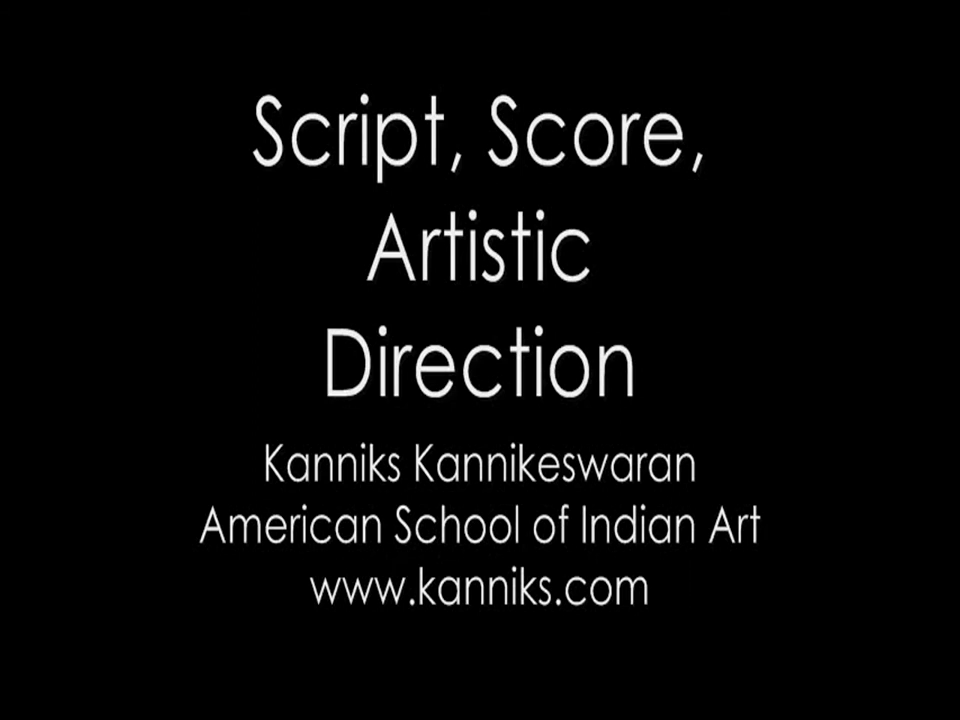 Script, Score,
Artistic
Direction
Kanniks Kannikeswaran
American School of Indian Art
www.kanniks.com